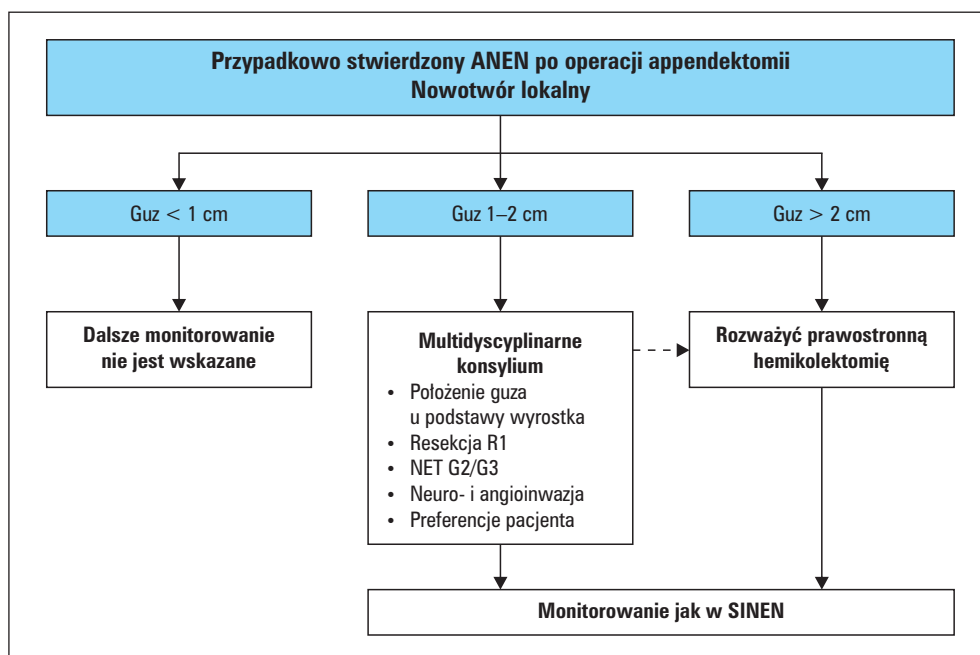 Przypadkowo stwierdzony ANEN po operacji appendektomii
Nowotwór lokalny
Guz < 1 cm
Guz 1–2 cm
Guz > 2 cm
Dalsze monitorowanie
nie jest wskazane
Multidyscyplinarne
konsylium
• Położenie guza
u podstawy wyrostka
• Resekcja R1
• NET G2/G3
• Neuro- i angioinwazja
• Preferencje pacjenta
Rozważyć prawostronną
hemikolektomię
Monitorowanie jak w SINEN